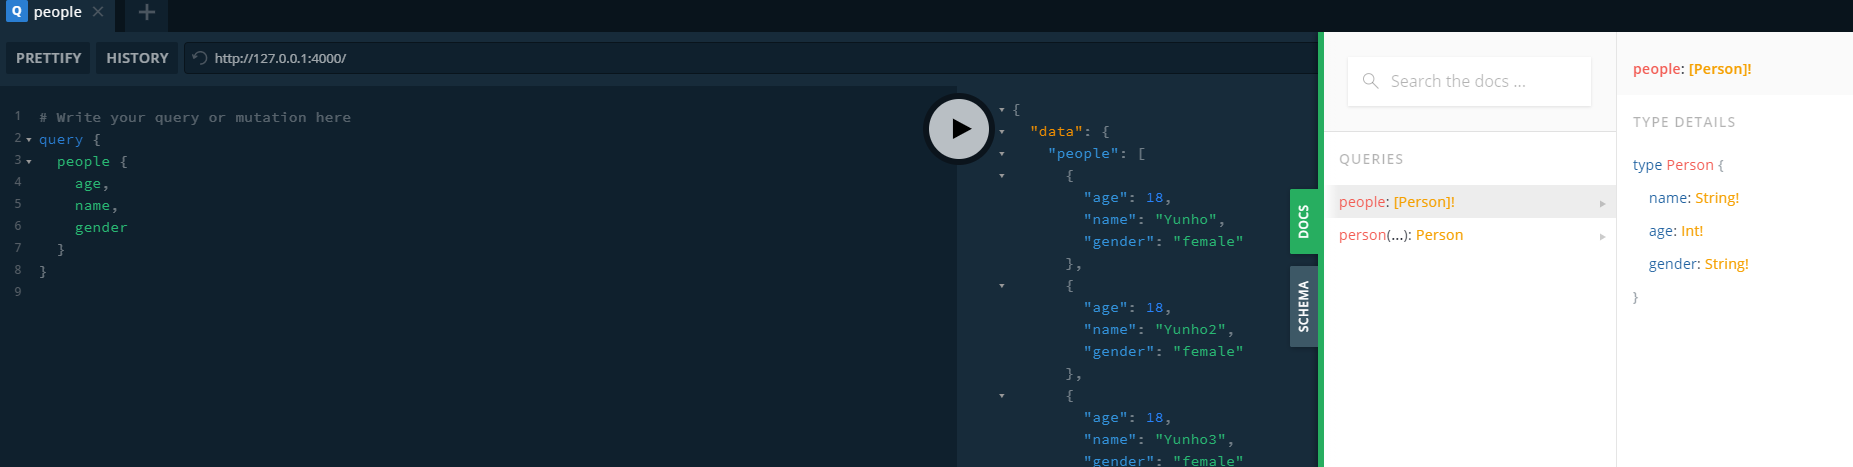 Q people × +
PRETTIFY HISTORY http://127.0.0.1:4000/
1 # Write your query or mutation here
2 query {
3 people {
4 age,
5 name,
6 gender
7 }
8 }
9
{
"data": {
"people": [
{
"age": 18,
"name": "Yunho",
"gender": "female"
},
{
"age": 18,
"name": "Yunho2",
"gender": "female"
},
{
"age": 18,
"name": "Yunho3",
"gender": "female"
DOCS
SCHEMA
Search the docs ...
QUERIES
people: [Person]!
person(...): Person
people: [Person]!
TYPE DETAILS
type Person {
name: String!
age: Int!
gender: String!
}